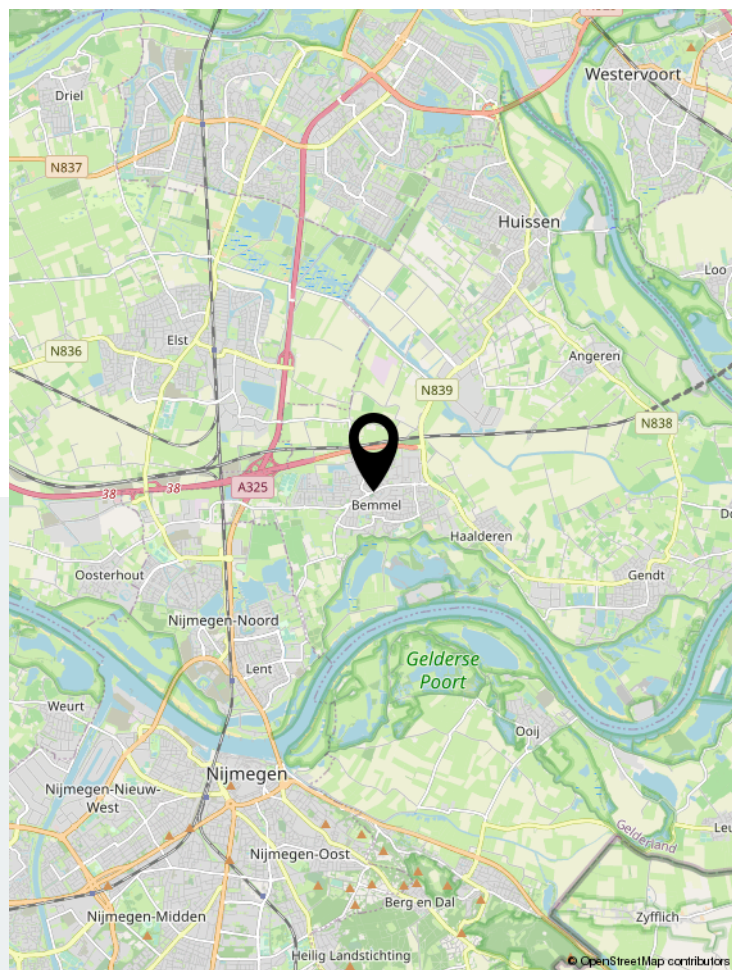 Westervoort
Driel
N837
Huissen
Loo
Elst
N836
Angeren
N839
N838
38
38
A325
Bemmel
Haalderen
Oosterhout
Gendt
Nijmegen-Noord
Gelderse
Poort
Lent
Weurt
Ooij
Nijmegen
Nijmegen-Nieuw-
West
Gelderland
Leu
Nijmegen-Oost
Berg en Dal
Nijmegen-Midden
Zyfflich
Heilig Landstichting
© OpenStreetMap contributors